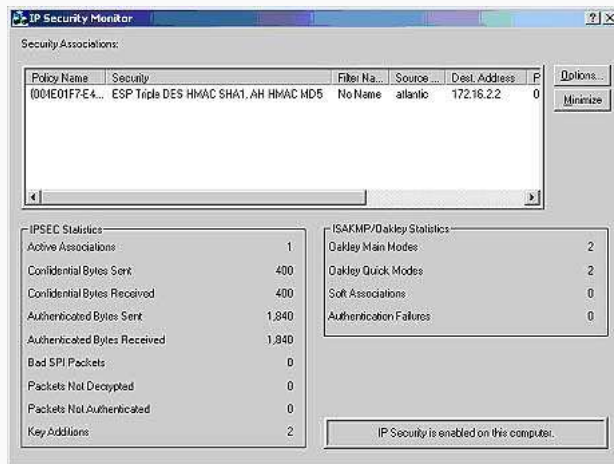 IP Security Monitor
Security Associations:
Policy Name Security Filter Na... Source ... Dest. Address P
{004E01F7-E4... ESP Triple DES HMAC SHA1, AH HMAC MD5 No Name atlantic 172.16.2.2 0
Options...
Minimize
IPSEC Statistics
Active Associations 1
Confidential Bytes Sent 400
Confidential Bytes Received 400
Authenticated Bytes Sent 1,840
Authenticated Bytes Received 1,840
Bad SPI Packets 0
Packets Not Decrypted 0
Packets Not Authenticated 0
Key Additions 2
ISAKMP/Oakley Statistics
Oakley Main Modes 2
Oakley Quick Modes 2
Soft Associations 0
Authentication Failures 0
IP Security is enabled on this computer.